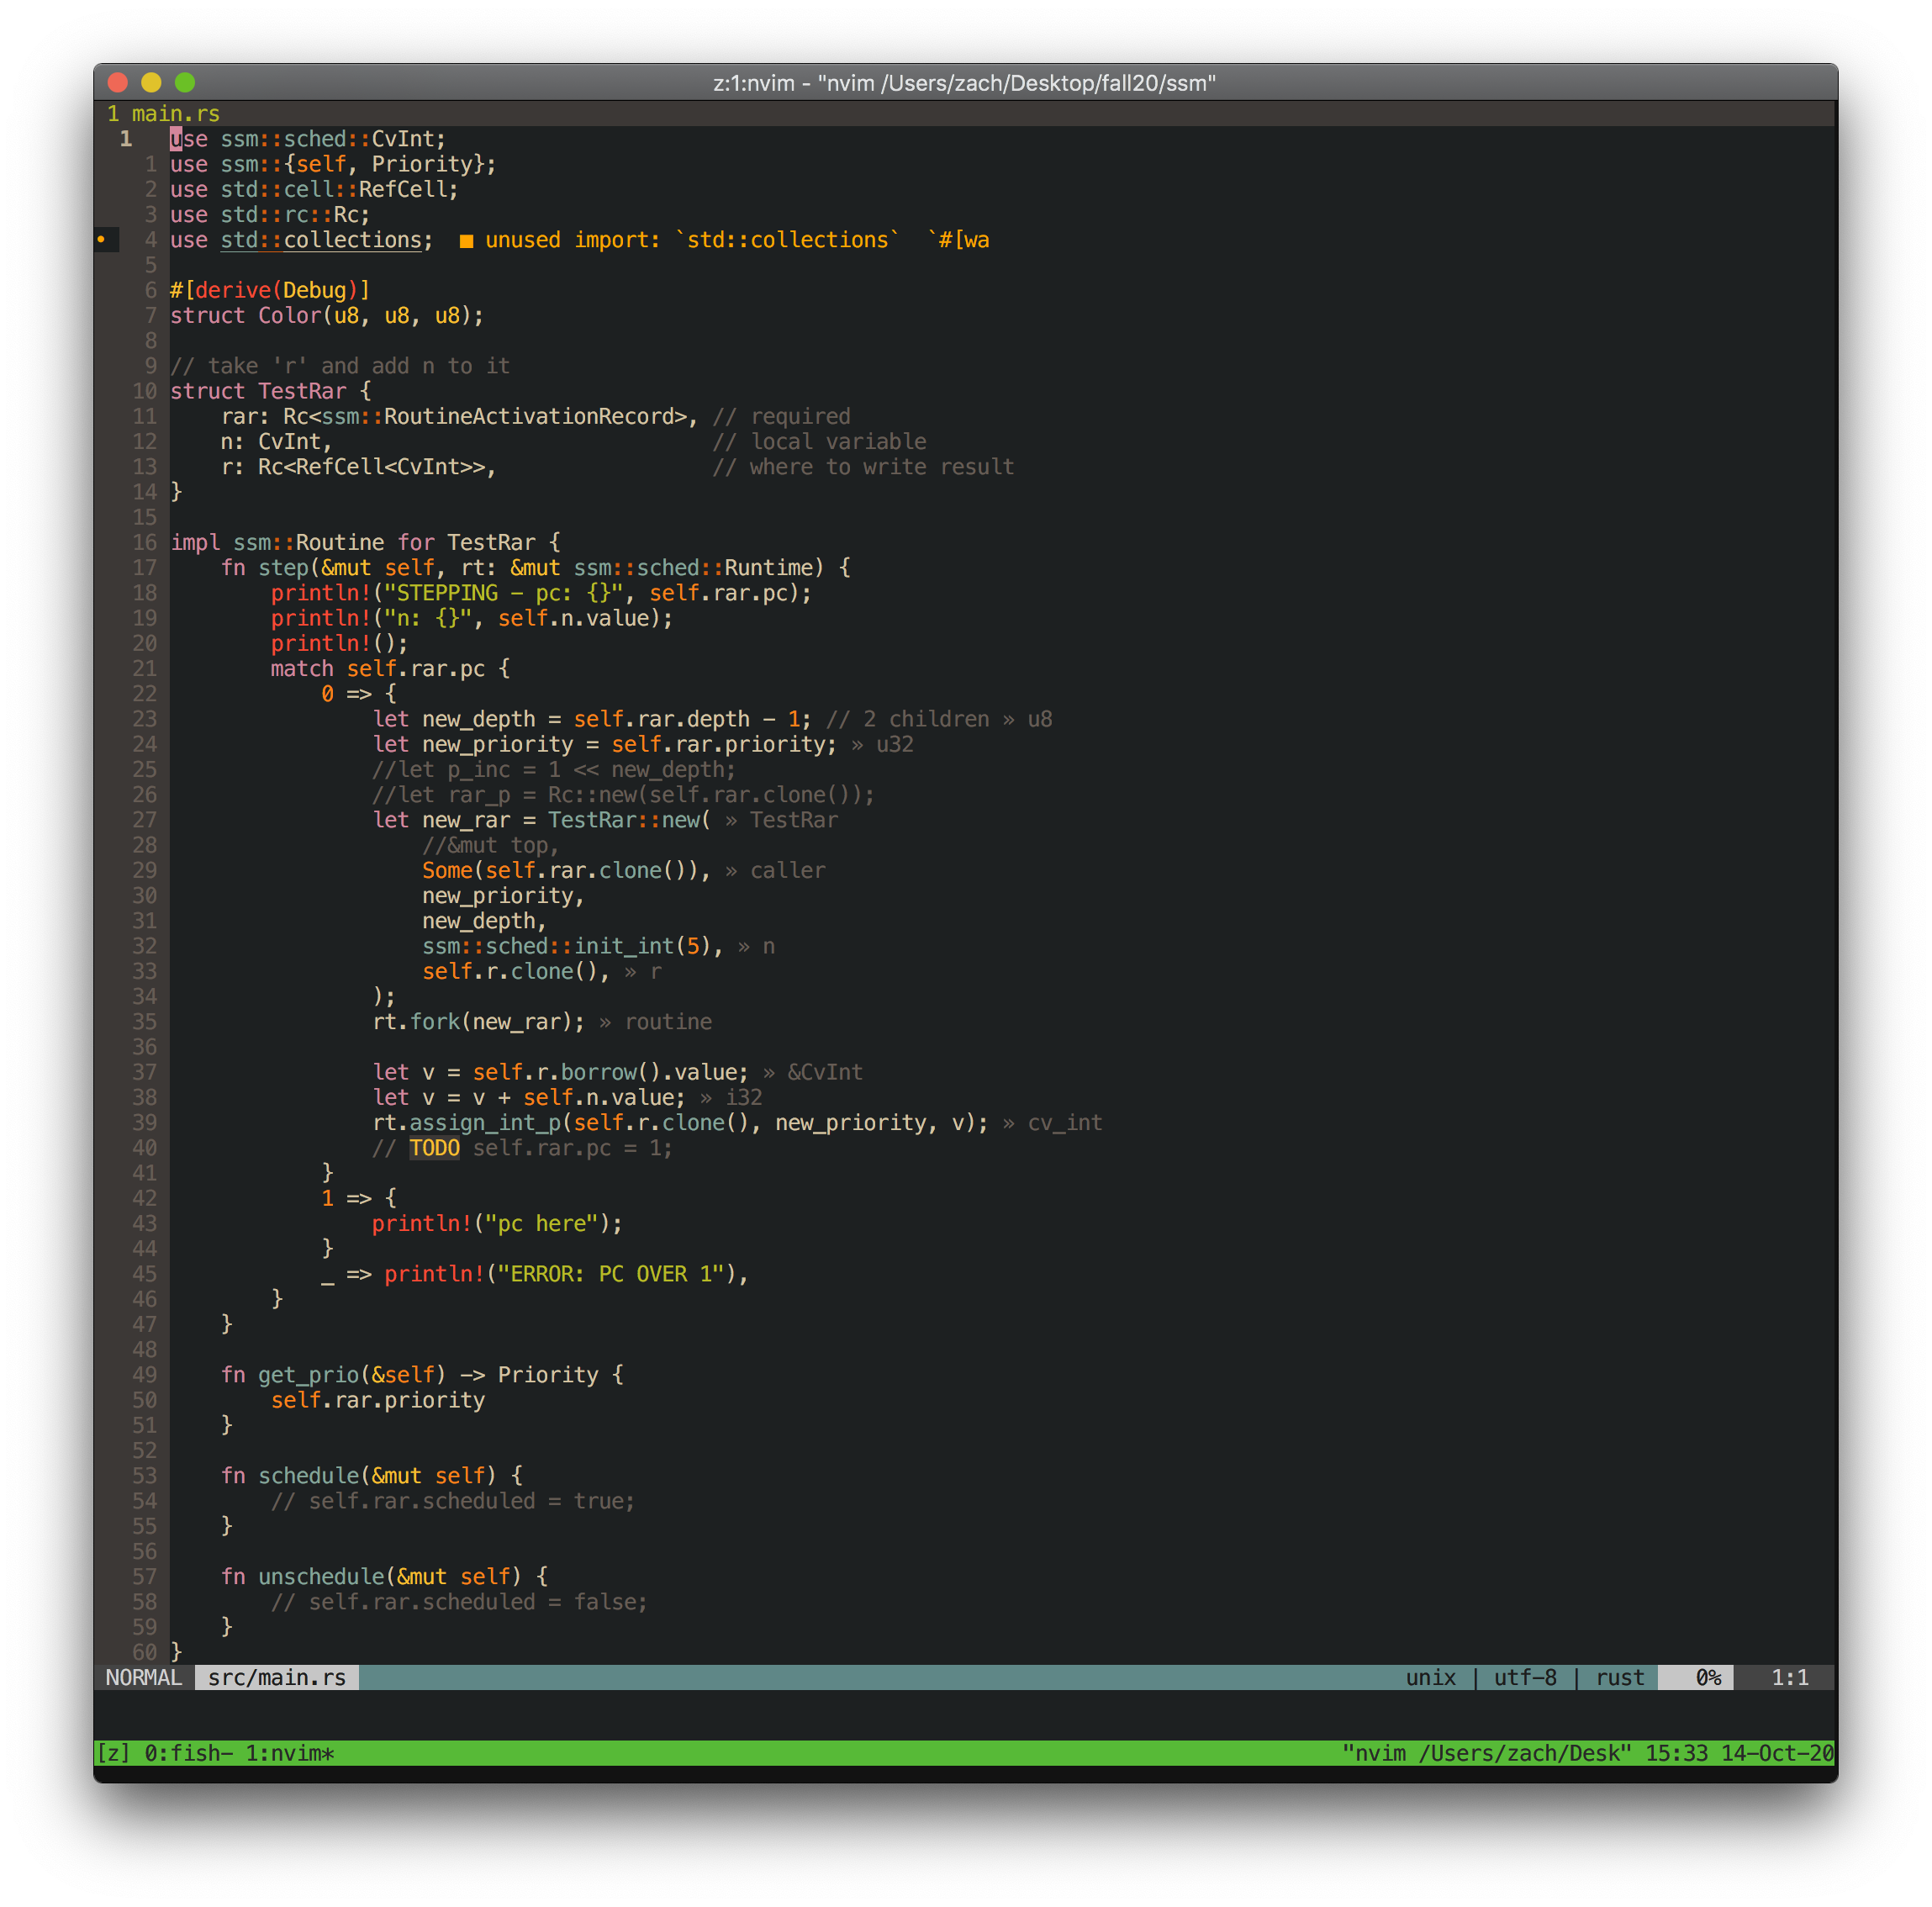 z:1:nvim - "nvim /Users/zach/Desktop/fall20/ssm"
1 main.rs
1   use ssm::sched::CvInt;
  1 use ssm::{self, Priority};
  2 use std::cell::RefCell;
  3 use std::rc::Rc;
• 4 use std::collections;  ■ unused import: `std::collections`  `#[wa
  5
  6 #[derive(Debug)]
  7 struct Color(u8, u8, u8);
  8
  9 // take 'r' and add n to it
 10 struct TestRar {
 11     rar: Rc<ssm::RoutineActivationRecord>, // required
 12     n: CvInt,                              // local variable
 13     r: Rc<RefCell<CvInt>>,                 // where to write result
 14 }
 15
 16 impl ssm::Routine for TestRar {
 17     fn step(&mut self, rt: &mut ssm::sched::Runtime) {
 18         println!("STEPPING - pc: {}", self.rar.pc);
 19         println!("n: {}", self.n.value);
 20         println!();
 21         match self.rar.pc {
 22             0 => {
 23                 let new_depth = self.rar.depth - 1; // 2 children » u8
 24                 let new_priority = self.rar.priority; » u32
 25                 //let p_inc = 1 << new_depth;
 26                 //let rar_p = Rc::new(self.rar.clone());
 27                 let new_rar = TestRar::new( » TestRar
 28                     //&mut top,
 29                     Some(self.rar.clone()), » caller
 30                     new_priority,
 31                     new_depth,
 32                     ssm::sched::init_int(5), » n
 33                     self.r.clone(), » r
 34                 );
 35                 rt.fork(new_rar); » routine
 36
 37                 let v = self.r.borrow().value; » &CvInt
 38                 let v = v + self.n.value; » i32
 39                 rt.assign_int_p(self.r.clone(), new_priority, v); » cv_int
 40                 // TODO self.rar.pc = 1;
 41             }
 42             1 => {
 43                 println!("pc here");
 44             }
 45             _ => println!("ERROR: PC OVER 1"),
 46         }
 47     }
 48
 49     fn get_prio(&self) -> Priority {
 50         self.rar.priority
 51     }
 52
 53     fn schedule(&mut self) {
 54         // self.rar.scheduled = true;
 55     }
 56
 57     fn unschedule(&mut self) {
 58         // self.rar.scheduled = false;
 59     }
 60 }
NORMAL src/main.rs unix | utf-8 | rust 0% 1:1
[z] 0:fish- 1:nvim* "nvim /Users/zach/Desk" 15:33 14-Oct-20